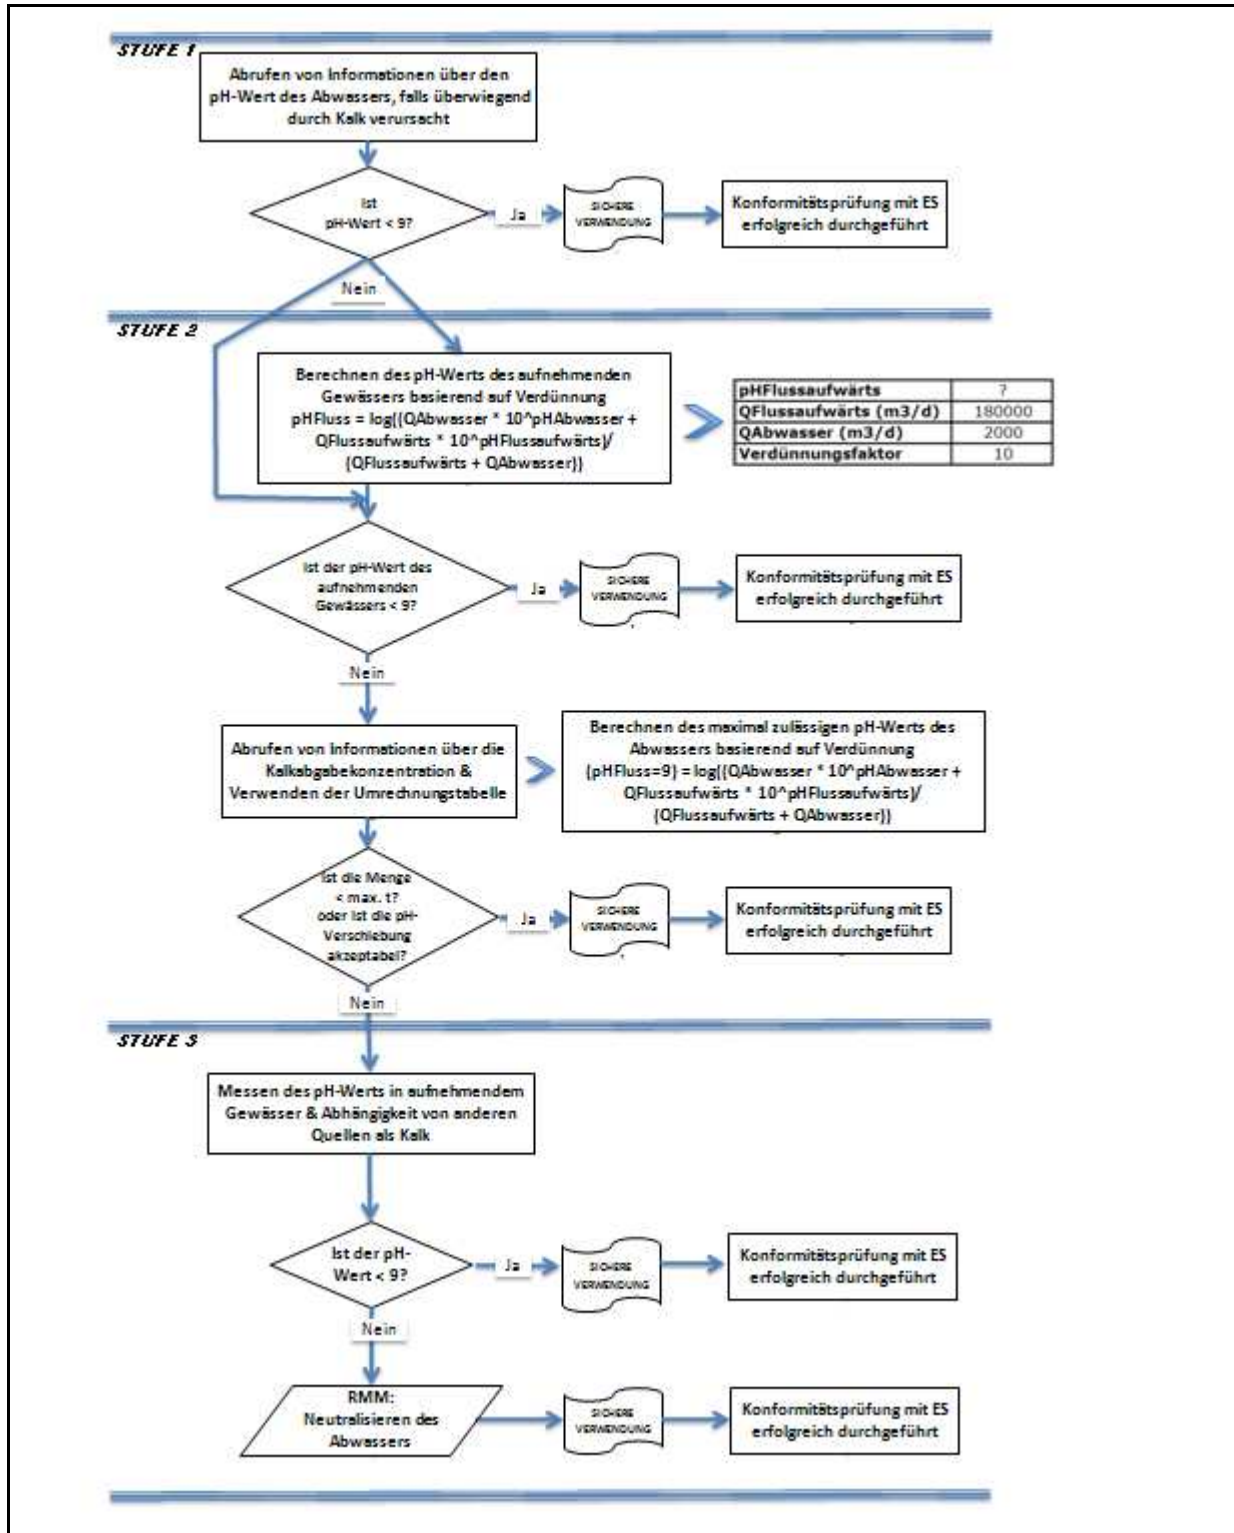 STUFE 1
Abrufen von Informationen über den
pH-Wert des Abwassers, falls überwiegend
durch Kalk verursacht
Ist
pH-Wert < 9?
Ja
SICHERE
VERWENDUNG
Konformitätsprüfung mit ES
erfolgreich durchgeführt
Nein
STUFE 2
Berechnen des pH-Werts des aufnehmenden
Gewässers basierend auf Verdünnung
pHFluss = log((QAbwasser * 10^pHAbwasser +
QFlussaufwärts * 10^pHFlussaufwärts)/
(QFlussaufwärts + QAbwasser))
pHFlussaufwärts ?
QFlussaufwärts (m3/d) 180000
QAbwasser (m3/d) 2000
Verdünnungsfaktor 10
Ist der pH-Wert des
aufnehmenden
Gewässers < 9?
Ja
SICHERE
VERWENDUNG
Konformitätsprüfung mit ES
erfolgreich durchgeführt
Nein
Abrufen von Informationen über die
Kalkabgabekonzentration &
Verwenden der Umrechnungstabelle
Berechnen des maximal zulässigen pH-Werts des
Abwassers basierend auf Verdünnung
(pHFluss=9) = log((QAbwasser * 10^pHAbwasser +
QFlussaufwärts * 10^pHFlussaufwärts)/
(QFlussaufwärts + QAbwasser))
Ist die Menge
< max. t?
oder ist die pH-
Verschiebung
akzeptabel?
Ja
SICHERE
VERWENDUNG
Konformitätsprüfung mit ES
erfolgreich durchgeführt
Nein
STUFE 3
Messen des pH-Werts in aufnehmendem
Gewässer & Abhängigkeit von anderen
Quellen als Kalk
Ist der pH-
Wert < 9?
Ja
SICHERE
VERWENDUNG
Konformitätsprüfung mit ES
erfolgreich durchgeführt
Nein
RMM:
Neutralisieren des
Abwassers
SICHERE
VERWENDUNG
Konformitätsprüfung mit ES
erfolgreich durchgeführt